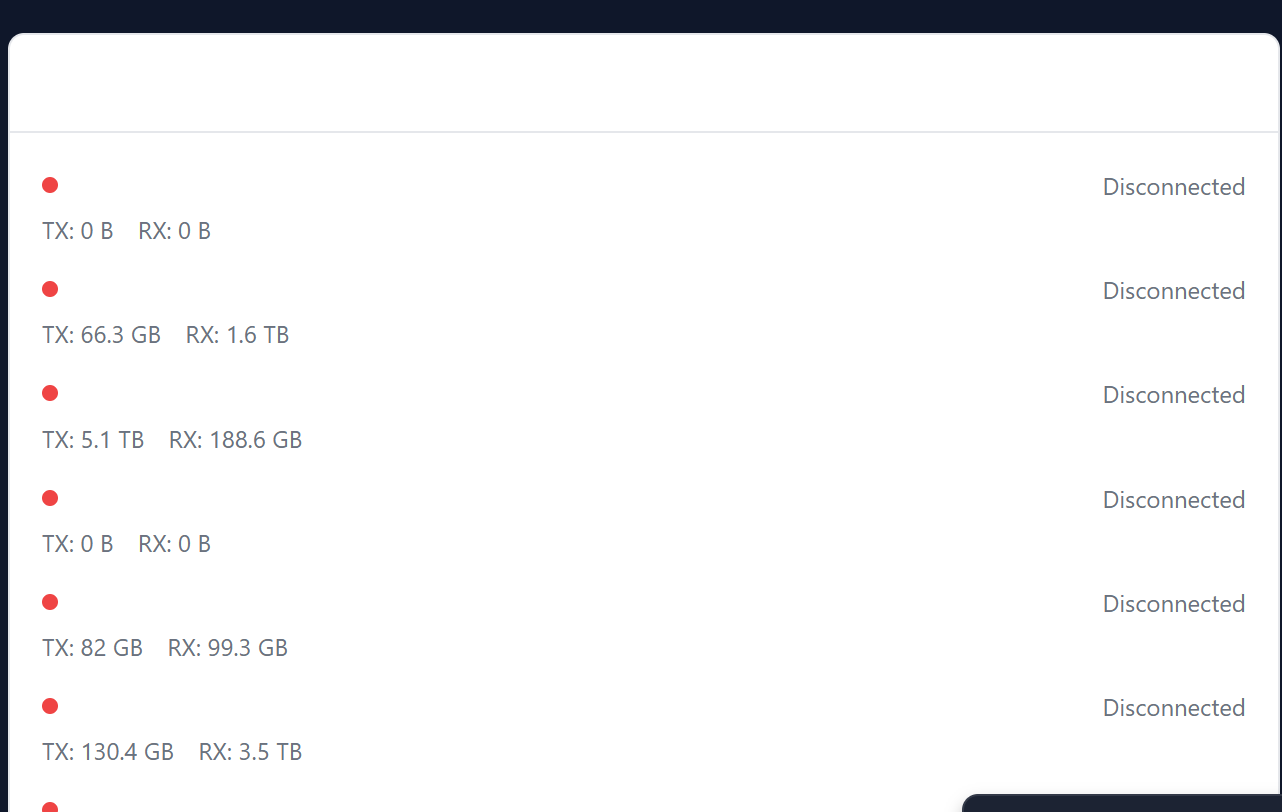 Disconnected
TX: 0 B RX: 0 B
Disconnected
TX: 66.3 GB RX: 1.6 TB
Disconnected
TX: 5.1 TB RX: 188.6 GB
Disconnected
TX: 0 B RX: 0 B
Disconnected
TX: 82 GB RX: 99.3 GB
Disconnected
TX: 130.4 GB RX: 3.5 TB